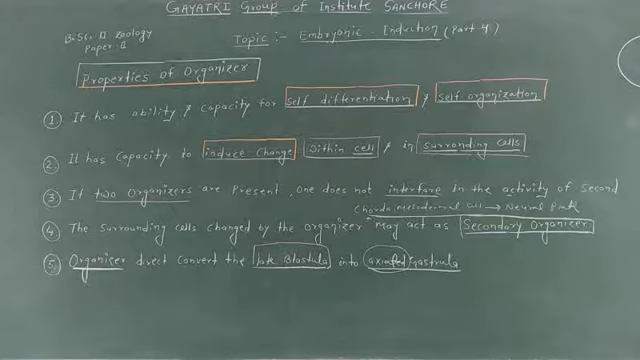 GAYATRI Group of Institute SANCHORE
B.Sc. II Zoology
Paper-II
Topic :- Embryonic - Induction (Part 4)
Properties of Organizer
① It has ability & Capacity for Self differentiation & Self organization
② It has Capacity to induce Change Within cell & in Surronding Cells
③ If two Organizers are Present, one does not interfare in the activity of Second
Chorda mesodermal cell → Neural Plate
④ The Surrounding Cells changed by the organizer may act as Secondary Organizer
⑤ Organizer direct Convert the late Blastula into axiated gastrula